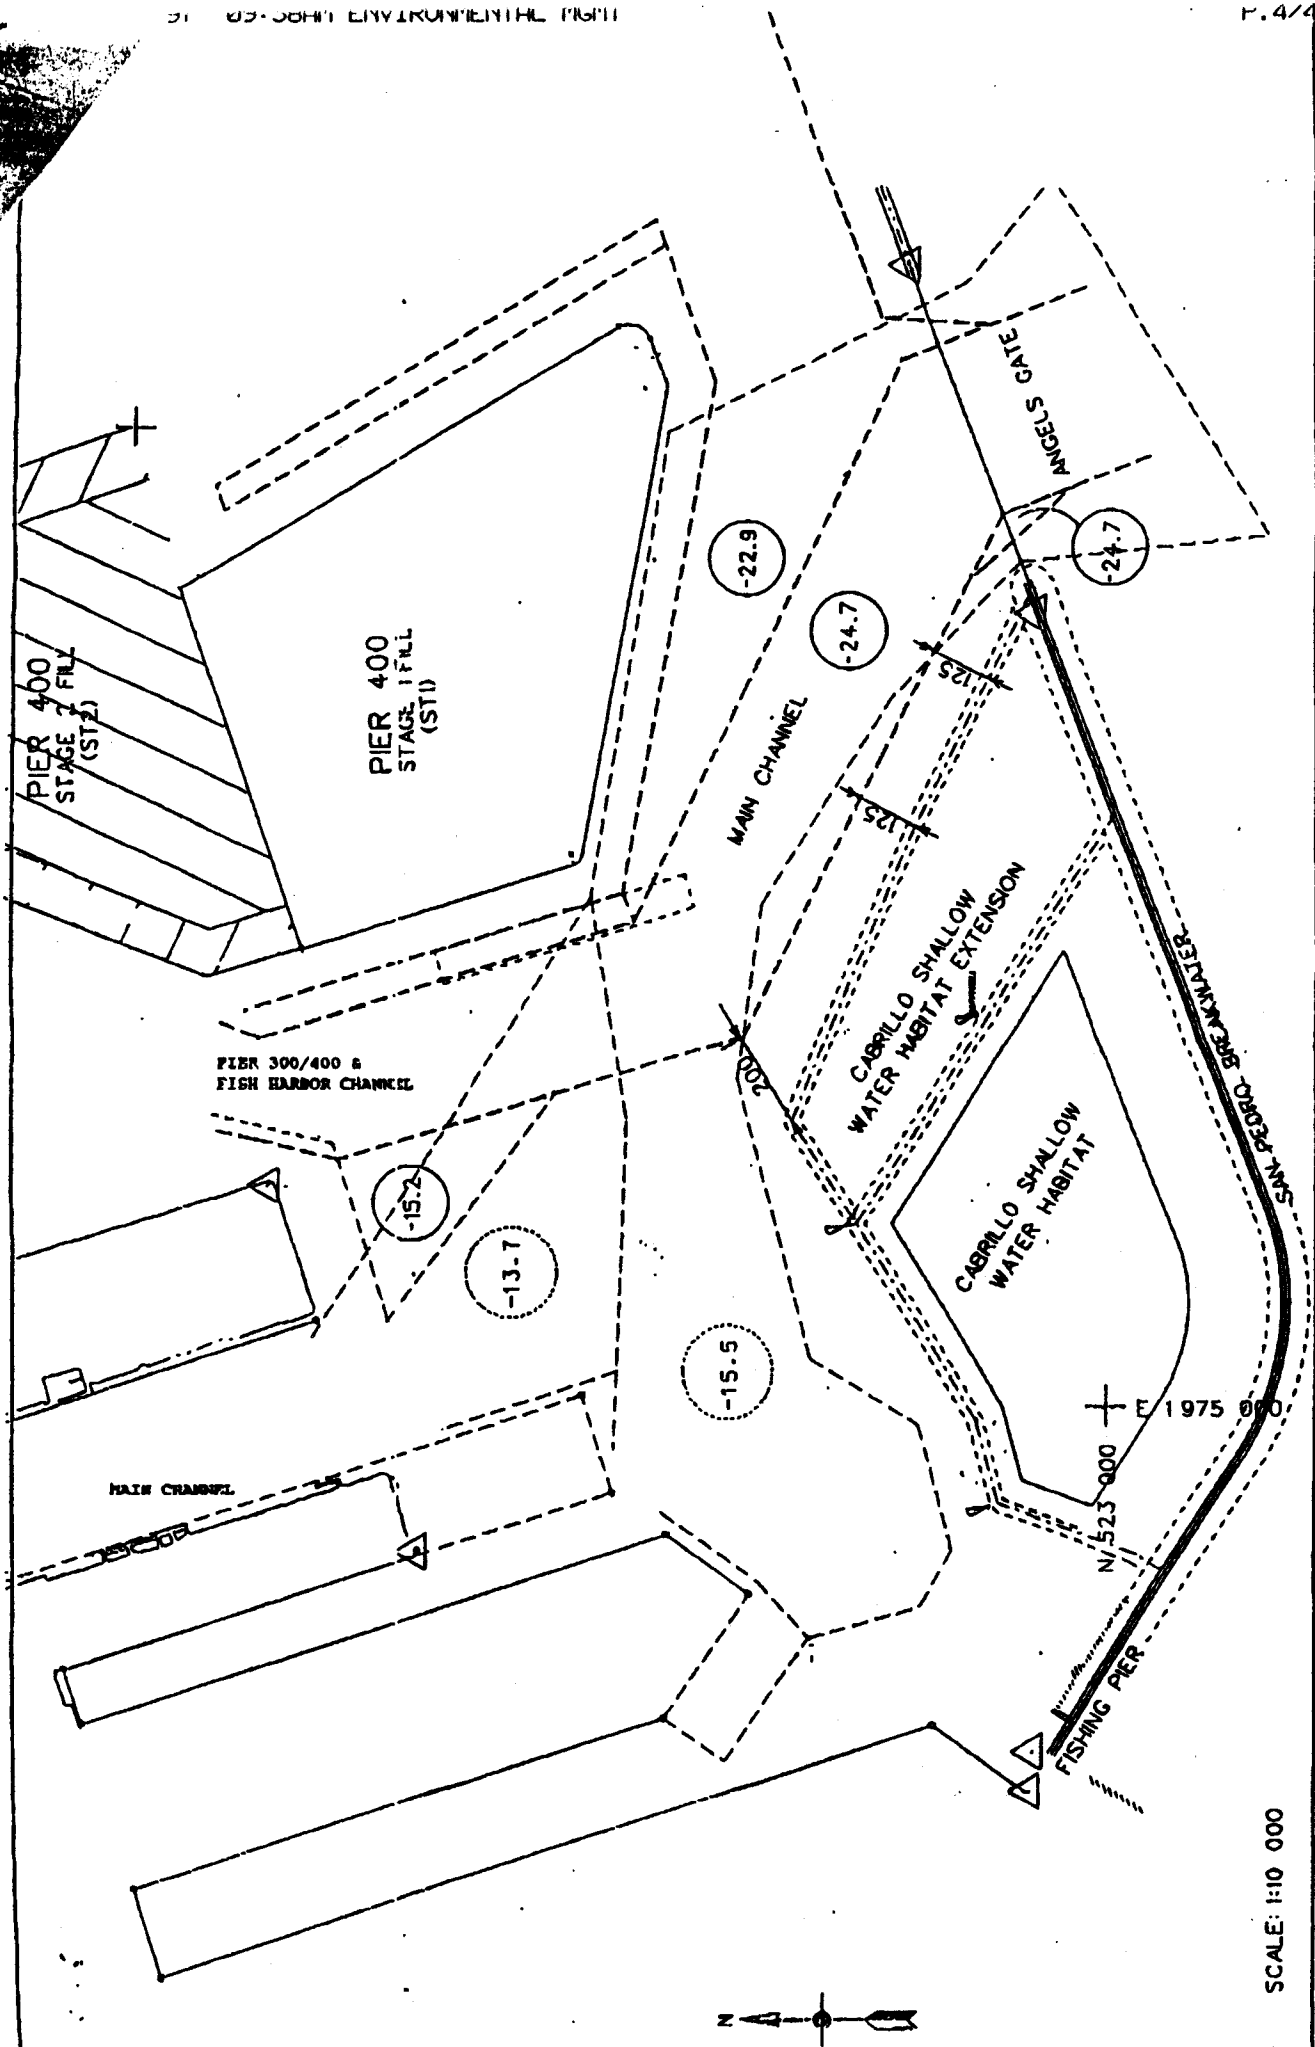 09:58AM ENVIRONMENTAL MGMT
P.4/4
PIER 400
STAGE 2 FILL
(ST2)
PIER 400
STAGE 1 FILL
(ST1)
ANGELS GATE
-22.9
-24.7
-24.7
125
125
MAIN CHANNEL
CABRILLO SHALLOW
WATER HABITAT EXTENSION
PIER 300/400 &
FISH HARBOR CHANNEL
200
-15.2
-13.7
-15.5
CABRILLO SHALLOW
WATER HABITAT
SAN PEDRO BREAKWATER
E 1975 000
N 523 000
MAIN CHANNEL
FISHING PIER
N
SCALE: 1:10 000